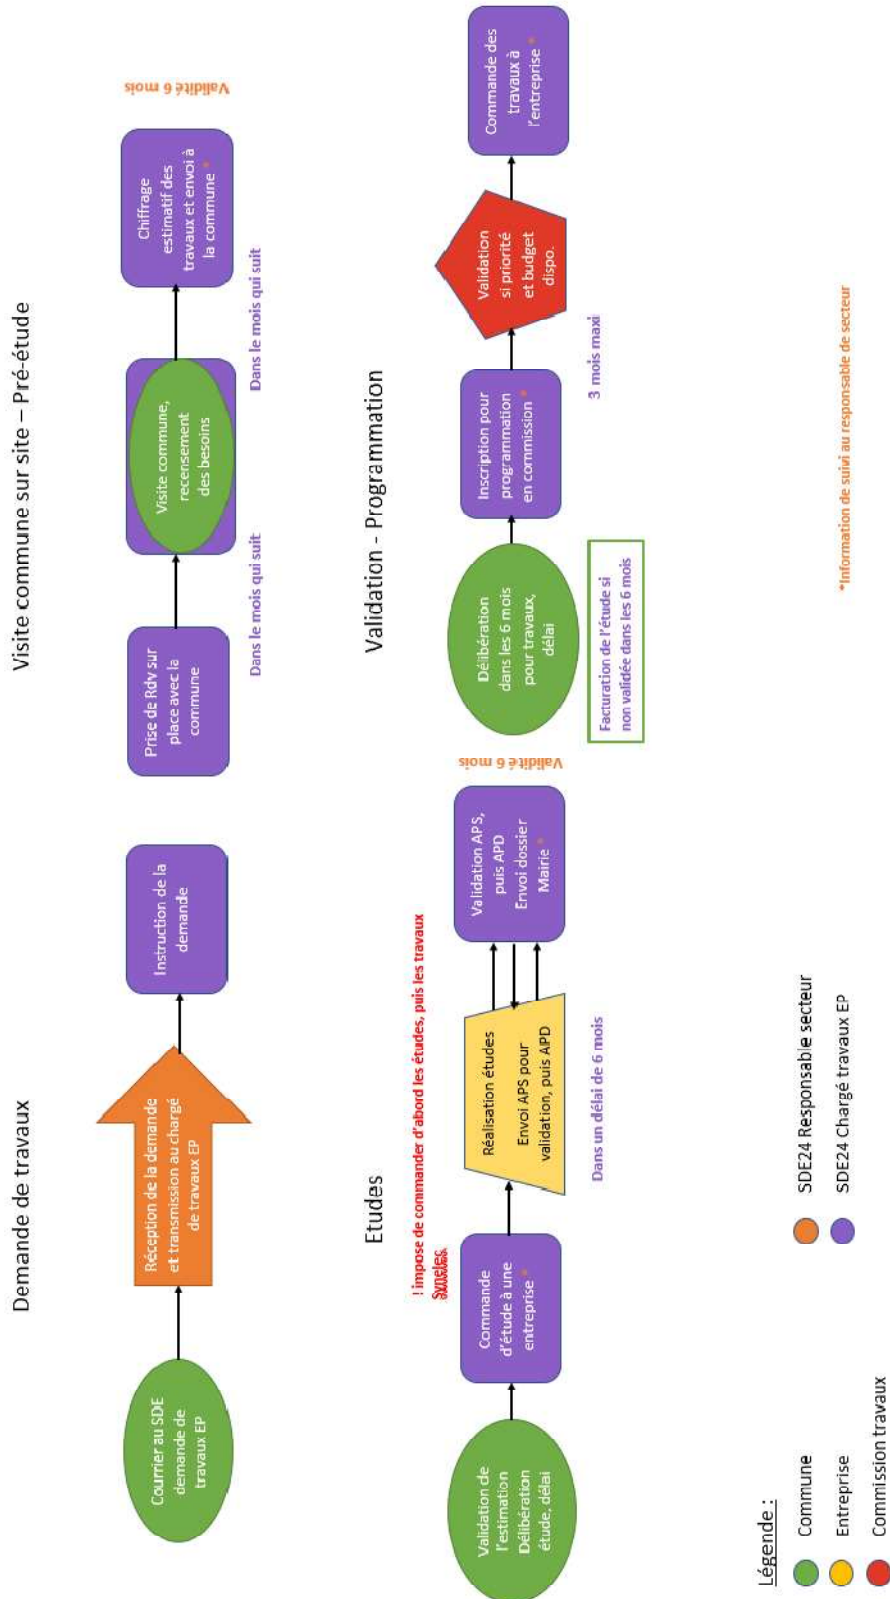 Demande de travaux
Courrier au SDE
demande de
travaux EP
Réception de la demande
et transmission au chargé
de travaux EP
Instruction de la
demande
Visite commune sur site – Pré-étude
Prise de Rdv sur
place avec la
commune
Dans le mois qui suit
Visite commune,
recensement
des besoins
Dans le mois qui suit
Chiffrage
estimatif des
travaux et envoi à
la commune *
Validité 6 mois
Etudes
! impose de commander d'abord les études, puis les travaux
Synelec
Validation de
l'estimation
Délibération
étude, délai
Commande
d'étude à une
entreprise *
Réalisation études
Envoi APS pour
validation, puis APD
Dans un délai de 6 mois
Validation APS,
puis APD
Envoi dossier
Mairie *
Validité 6 mois
Validation - Programmation
Délibération
dans les 6 mois
pour travaux,
délai
Facturation de l'étude si
non validée dans les 6 mois
Inscription pour
programmation
en commission *
3 mois maxi
Validation
si priorité
et budget
dispo.
Commande des
travaux à
l'entreprise *
*Information de suivi au responsable de secteur
Légende :
Commune
Entreprise
Commission travaux
SDE24 Responsable secteur
SDE24 Chargé travaux EP